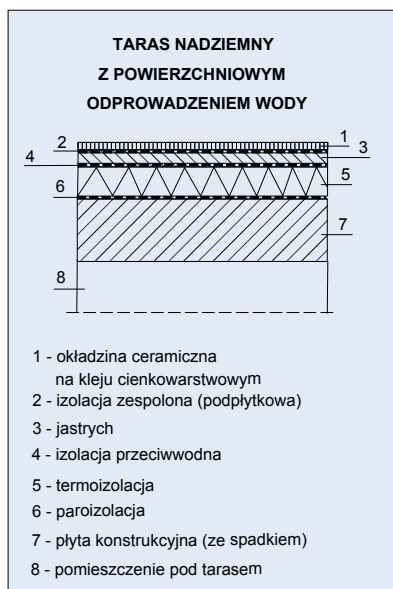 TARAS NADZIEMNY
Z POWIERZCHNIOWYM
ODPROWADZENIEM WODY
1
2
3
4
5
6
7
8
1 - okładzina ceramiczna
na kleju cienkowarstwowym
2 - izolacja zespolona (podpłytkowa)
3 - jastrych
4 - izolacja przeciwwodna
5 - termoizolacja
6 - paroizolacja
7 - płyta konstrukcyjna (ze spadkiem)
8 - pomieszczenie pod tarasem